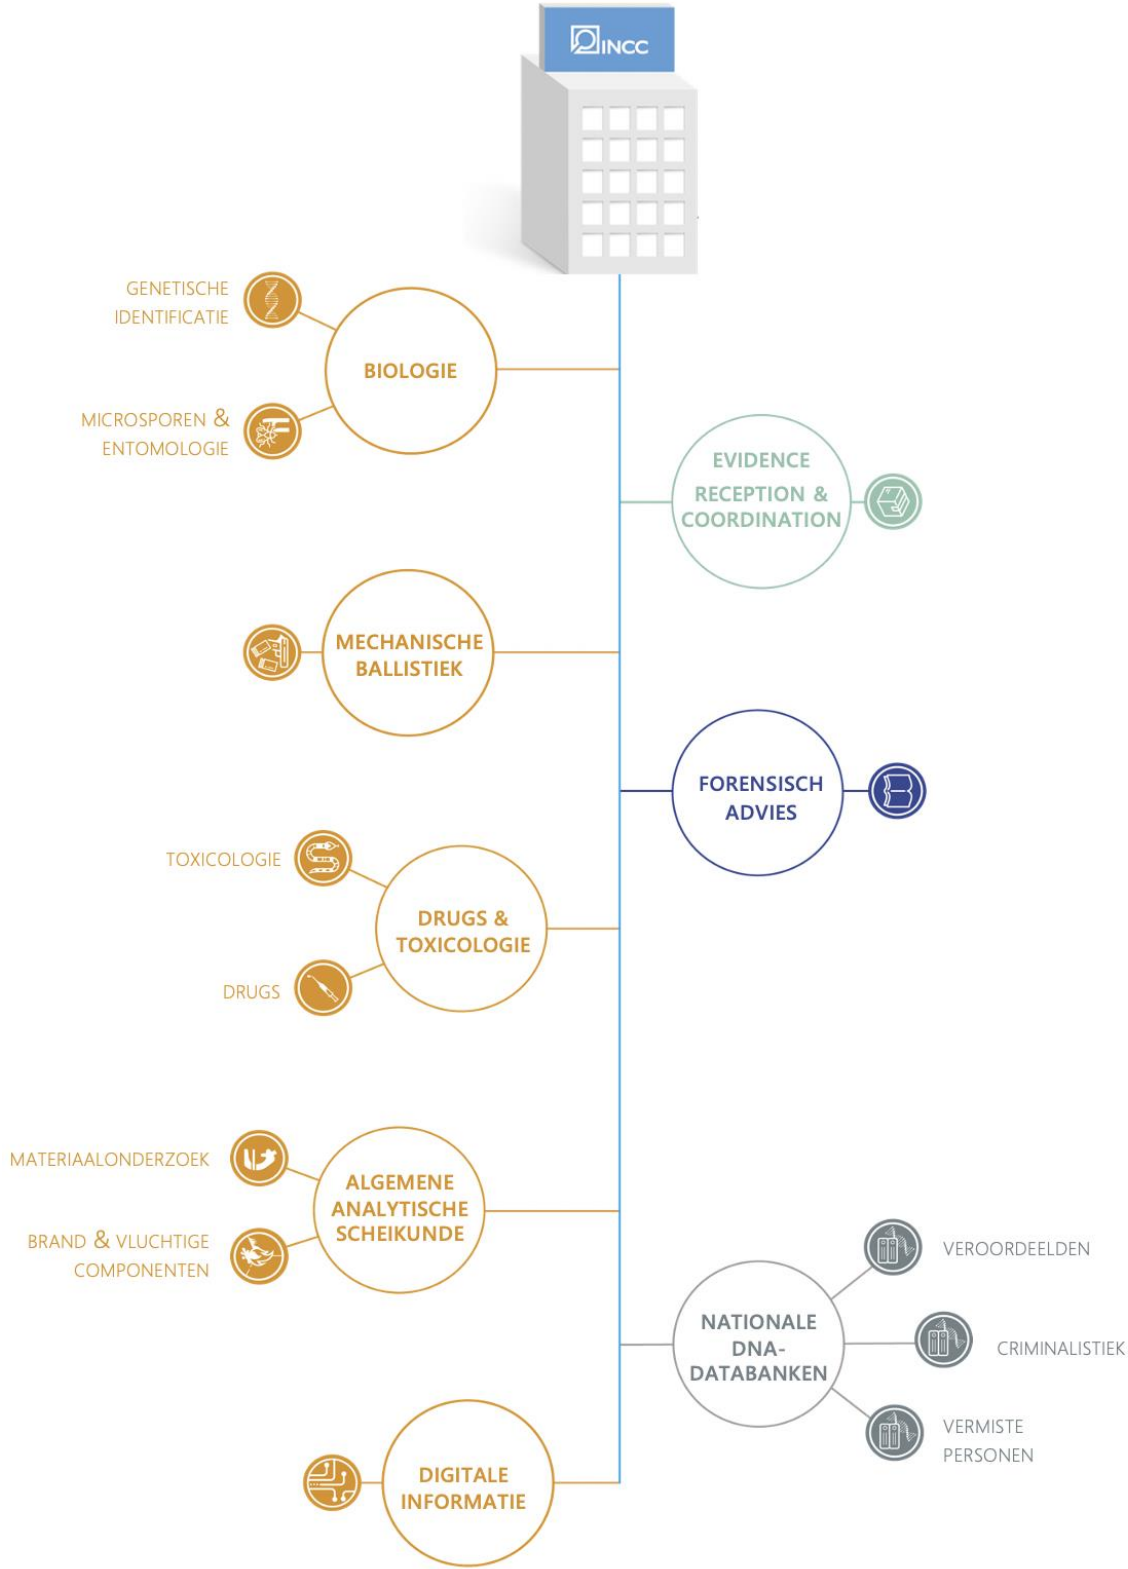 INCC
GENETISCHE
IDENTIFICATIE
BIOLOGIE
MICROSPOREN &
ENTOMOLOGIE
EVIDENCE
RECEPTION &
COORDINATION
MECHANISCHE
BALLISTIEK
FORENSISCH
ADVIES
TOXICOLOGIE
DRUGS &
TOXICOLOGIE
DRUGS
MATERIAALONDERZOEK
ALGEMENE
ANALYTISCHE
SCHEIKUNDE
BRAND & VLUCHTIGE
COMPONENTEN
VEROORDEELDEN
NATIONALE
DNA-
DATABANKEN
CRIMINALISTIEK
VERMISTE
PERSONEN
DIGITALE
INFORMATIE